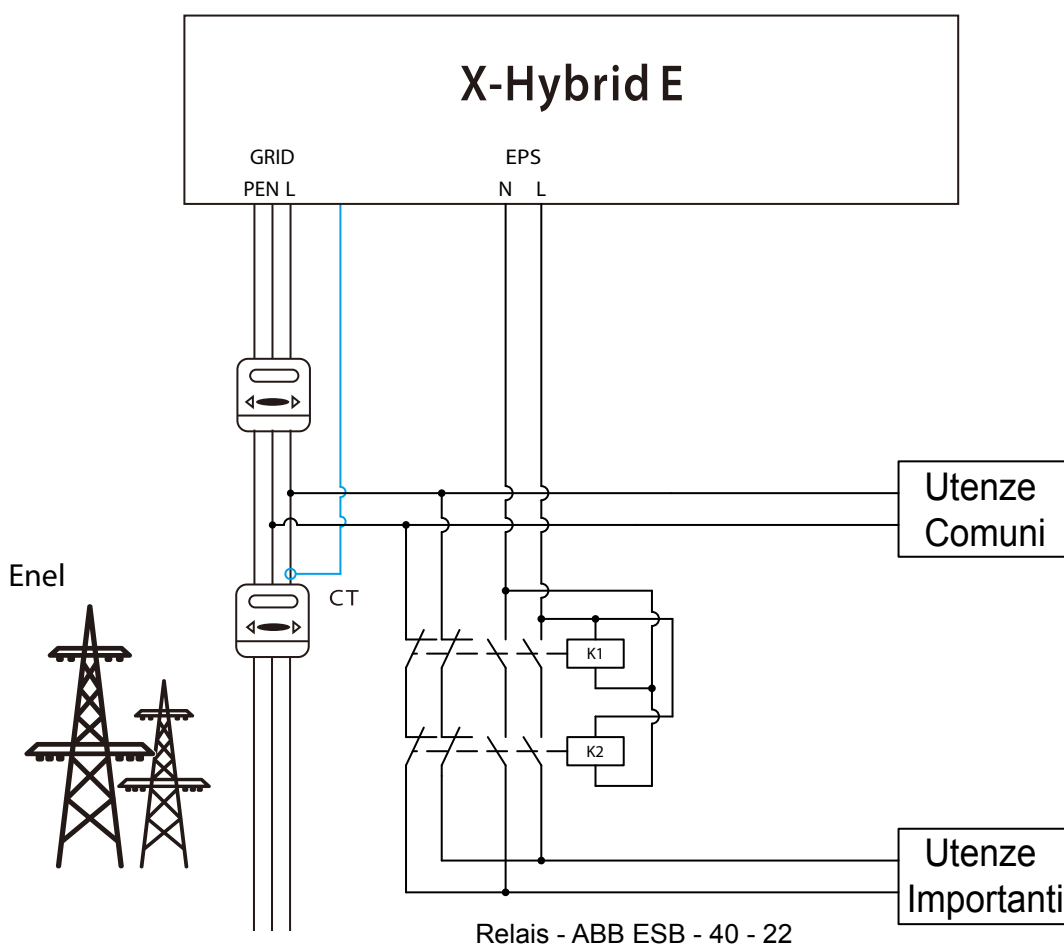 X-Hybrid E
GRID
EPS
PEN L
N L
Utenze
Comuni
Enel
CT
K1
K2
Utenze
Importanti
Relais - ABB ESB - 40 - 22